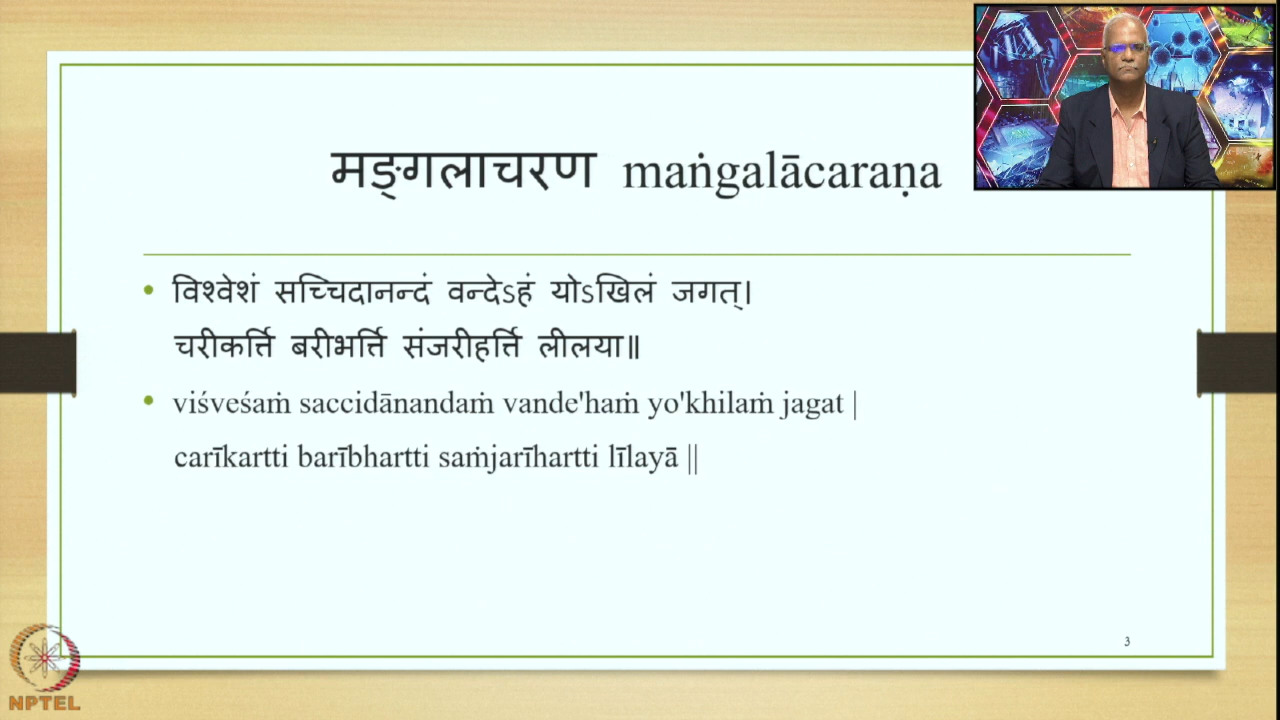 मङ्गलाचरण maṅgalācaraṇa
• विश्वेशं सच्चिदानन्दं वन्देऽहं योऽखिलं जगत्।
चरीकर्त्ति बरीभर्त्ति संजरीहर्त्ति लीलया॥
• viśveśaṁ saccidānandaṁ vande'haṁ yo'khilaṁ jagat |
carīkartti barībhartti saṁjarīhartti līlayā ||
3
NPTEL